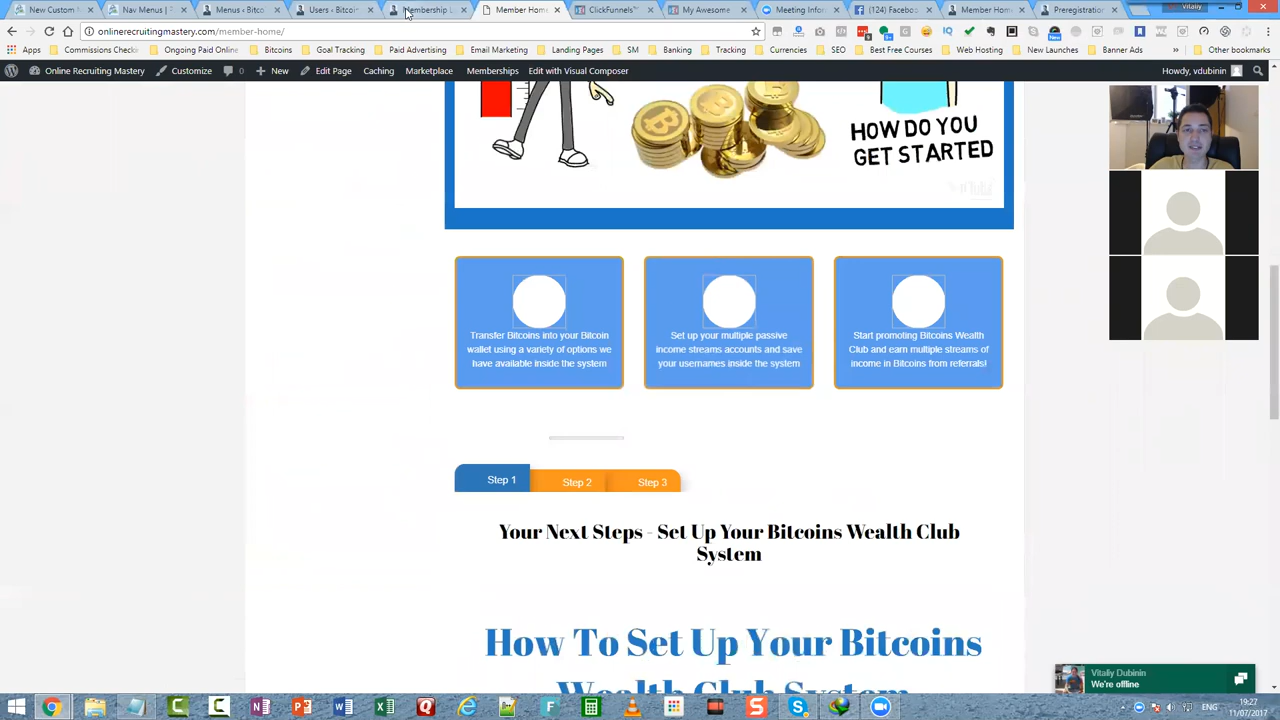 New Custom
Nav Menus |
Menus ‹ Bitco
Users ‹ Bitcoin
Membership L
Member Home
ClickFunnels™
My Awesome
Meeting Infor
(124) Facebo
Member Hom
Preregistratio
Vitaliy
onlinerecruitingmastery.com/member-home/
Apps
Commissions Checki
Getting Paid Online
Bitcoins
Goal Tracking
Paid Advertising
Email Marketing
Landing Pages
SM
Banking
Tracking
Currencies
SEO
Best Free Courses
Web Hosting
New Launches
Banner Ads
Other bookmarks
Online Recruiting Mastery
Customize
0
New
Edit Page
Caching
Marketplace
Memberships
Edit with Visual Composer
Howdy, vdubinin
HOW DO YOU
GET STARTED
Transfer Bitcoins into your Bitcoin
wallet using a variety of options we
have available inside the system
Set up your multiple passive
income streams accounts and save
your usernames inside the system
Start promoting Bitcoins Wealth
Club and earn multiple streams of
income in Bitcoins from referrals!
Step 1
Step 2
Step 3
Your Next Steps - Set Up Your Bitcoins Wealth Club
System
How To Set Up Your Bitcoins
Wealth Club System
Vitaliy Dubinin
We're offline
ENG
19:27
11/07/2017